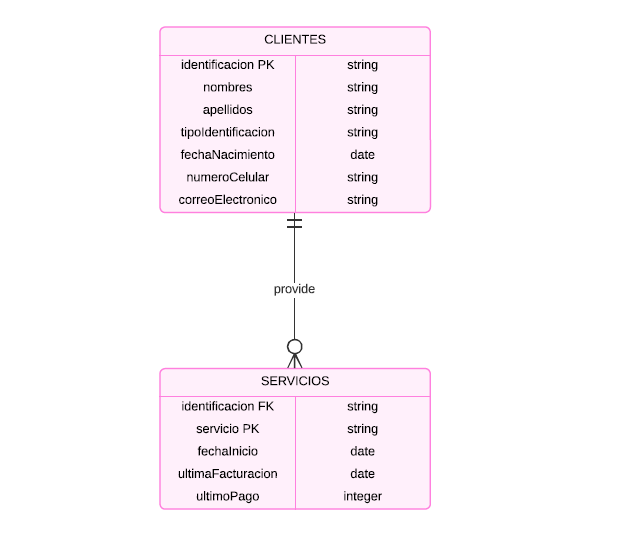 CLIENTES
identificacion PK string
nombres string
apellidos string
tipoIdentificacion string
fechaNacimiento date
numeroCelular string
correoElectronico string
provide
SERVICIOS
identificacion FK string
servicio PK string
fechaInicio date
ultimaFacturacion date
ultimoPago integer